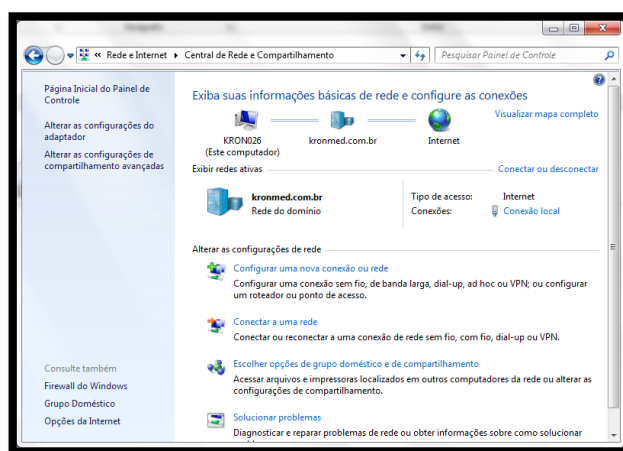 « Rede e Internet ▸ Central de Rede e Compartilhamento
Pesquisar Painel de Controle
Página Inicial do Painel de
Controle
Alterar as configurações do
adaptador
Alterar as configurações de
compartilhamento avançadas
Exiba suas informações básicas de rede e configure as conexões
Visualizar mapa completo
KRON026
(Este computador)
kronmed.com.br
Internet
Exibir redes ativas
Conectar ou desconectar
kronmed.com.br
Rede do domínio
Tipo de acesso: Internet
Conexões: Conexão local
Alterar as configurações de rede
Configurar uma nova conexão ou rede
Configurar uma conexão sem fio, de banda larga, dial-up, ad hoc ou VPN; ou configurar
um roteador ou ponto de acesso.
Conectar a uma rede
Conectar ou reconectar a uma conexão de rede sem fio, com fio, dial-up ou VPN.
Escolher opções de grupo doméstico e de compartilhamento
Acessar arquivos e impressoras localizados em outros computadores da rede ou alterar as
configurações de compartilhamento.
Solucionar problemas
Diagnosticar e reparar problemas de rede ou obter informações sobre como solucionar
Consulte também
Firewall do Windows
Grupo Doméstico
Opções da Internet